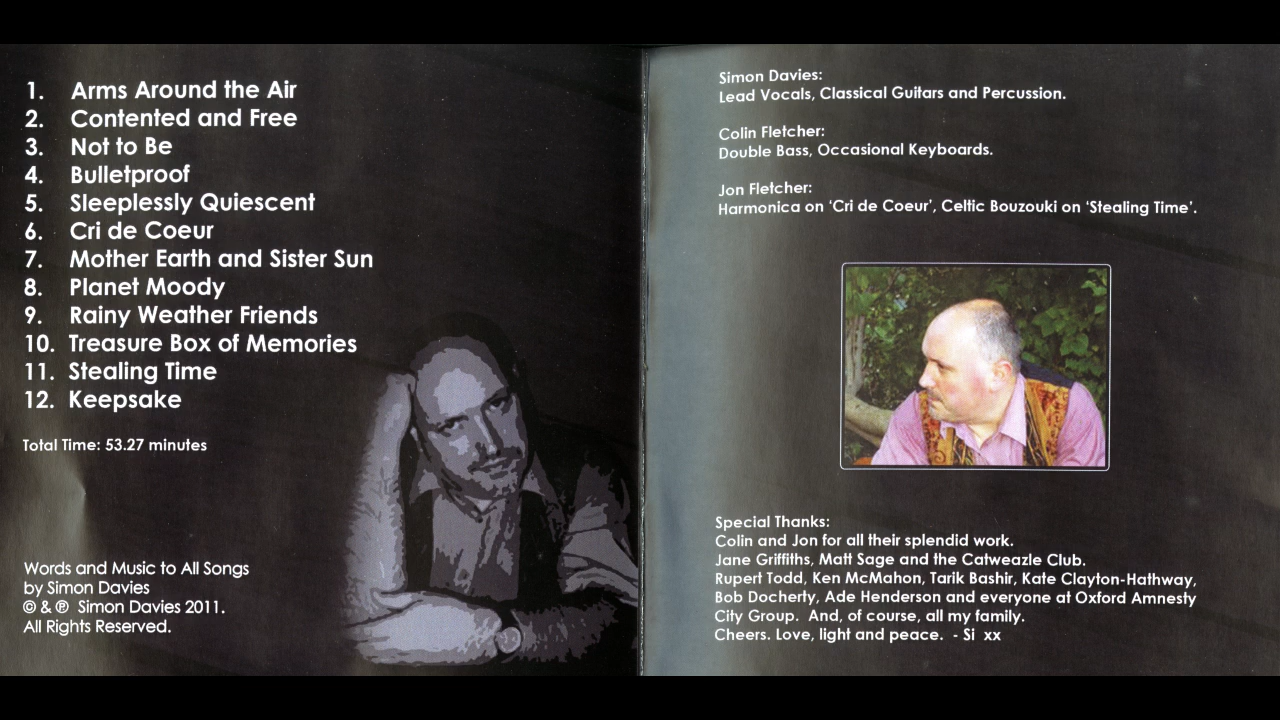 1. Arms Around the Air
2. Contented and Free
3. Not to Be
4. Bulletproof
5. Sleeplessly Quiescent
6. Cri de Coeur
7. Mother Earth and Sister Sun
8. Planet Moody
9. Rainy Weather Friends
10. Treasure Box of Memories
11. Stealing Time
12. Keepsake
Total Time: 53.27 minutes
Words and Music to All Songs
by Simon Davies
© & ℗ Simon Davies 2011.
All Rights Reserved.
Simon Davies:
Lead Vocals, Classical Guitars and Percussion.
Colin Fletcher:
Double Bass, Occasional Keyboards.
Jon Fletcher:
Harmonica on ‘Cri de Coeur’, Celtic Bouzouki on ‘Stealing Time’.
Special Thanks:
Colin and Jon for all their splendid work.
Jane Griffiths, Matt Sage and the Catweazle Club.
Rupert Todd, Ken McMahon, Tarik Bashir, Kate Clayton-Hathway,
Bob Docherty, Ade Henderson and everyone at Oxford Amnesty
City Group. And, of course, all my family.
Cheers. Love, light and peace. - Si xx